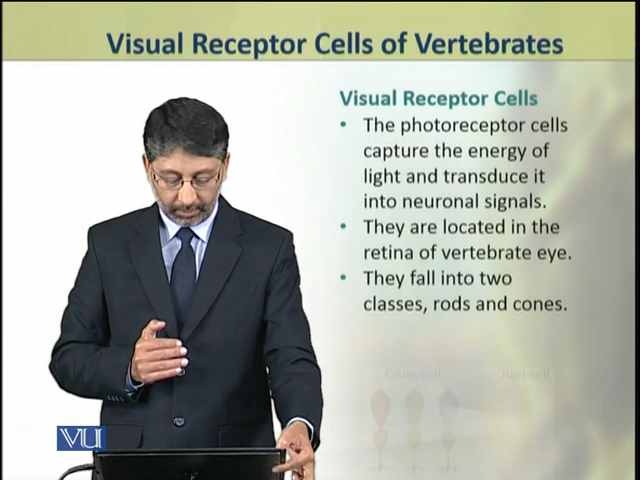 Visual Receptor Cells of Vertebrates
Visual Receptor Cells
• The photoreceptor cells
capture the energy of
light and transduce it
into neuronal signals.
• They are located in the
retina of vertebrate eye.
• They fall into two
classes, rods and cones.
Cone cell
Rod cell
VU